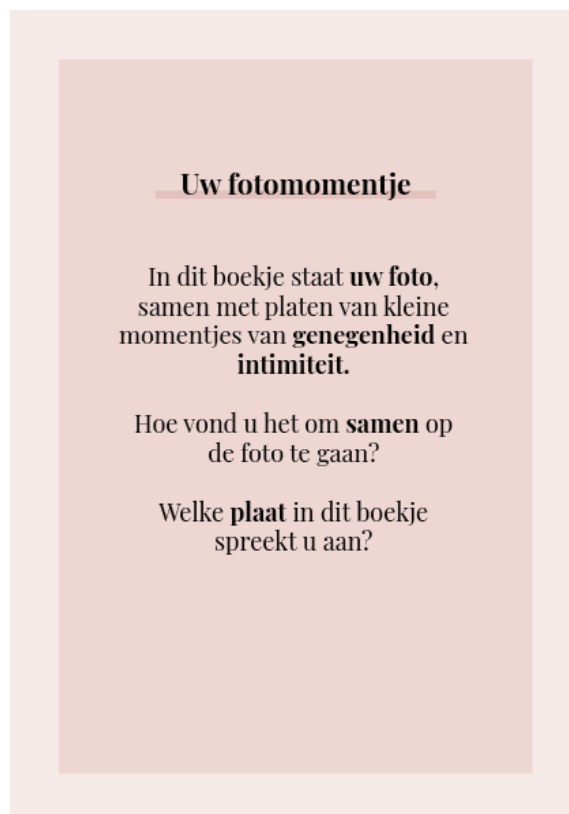 Uw fotomomentje
In dit boekje staat uw foto,
samen met platen van kleine
momentjes van genegenheid en
intimiteit.
Hoe vond u het om samen op
de foto te gaan?
Welke plaat in dit boekje
spreekt u aan?